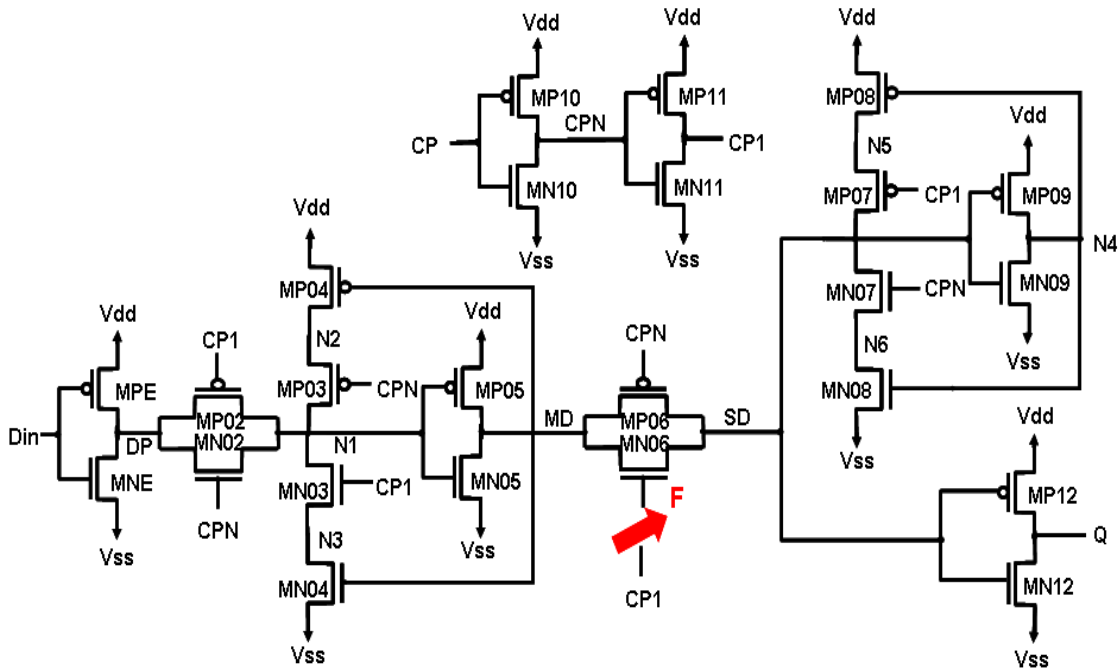 Vdd
Vdd
Vdd
MP10
MP11
MP08
CP
CPN
CP1
N5
Vdd
MN10
MN11
MP07
CP1
MP09
Vdd
Vss
Vss
N4
MP04
MN07
CPN
MN09
Vdd
CP1
N2
CPN
N6
Vss
MPE
MP03
CPN
MP05
MN08
Din
DP
MP02
MN02
N1
MD
MP06
MN06
SD
Vdd
MNE
MN03
CP1
MN05
Vss
F
MP12
CPN
N3
Q
Vss
MN04
Vss
CP1
MN12
Vss
Vss